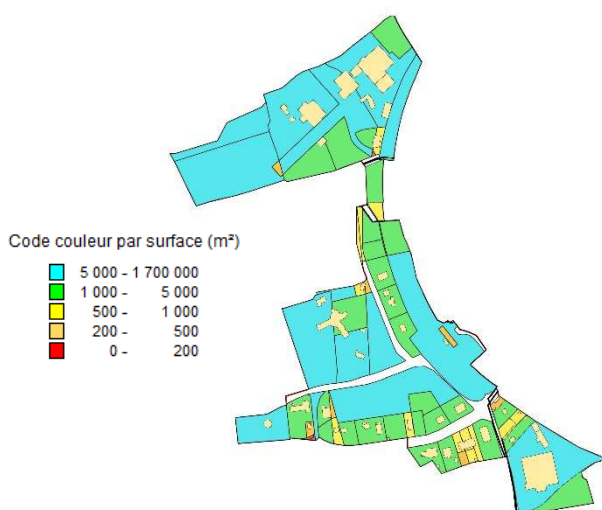 Code couleur par surface (m²)
5 000 - 1 700 000
1 000 - 5 000
500 - 1 000
200 - 500
0 - 200